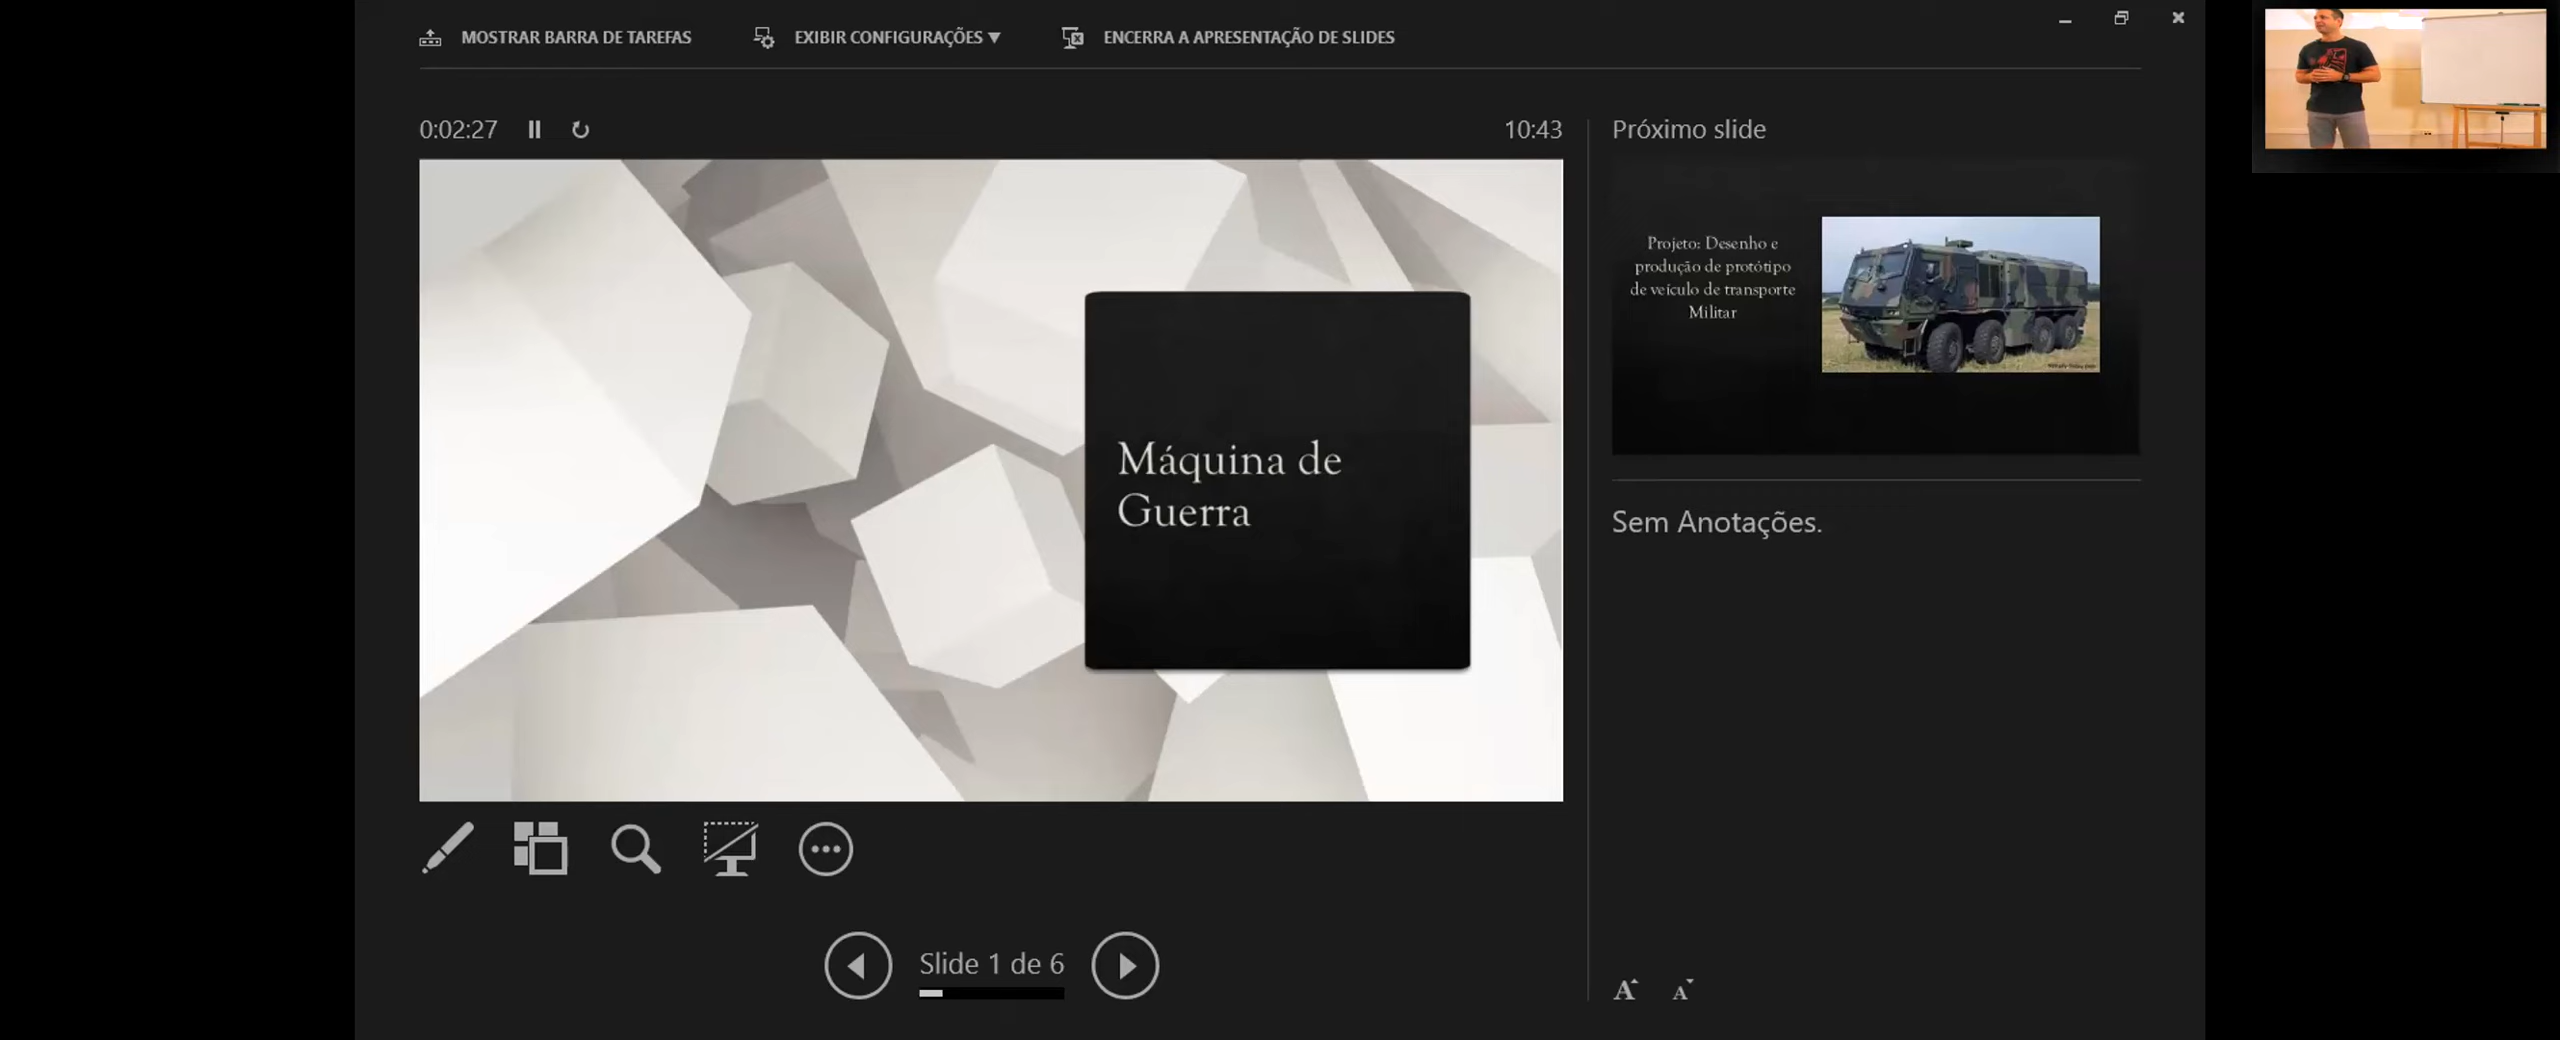 MOSTRAR BARRA DE TAREFAS
EXIBIR CONFIGURAÇÕES ▼
ENCERRA A APRESENTAÇÃO DE SLIDES
0:02:27
10:43
Máquina de
Guerra
Slide 1 de 6
Próximo slide
Projeto: Desenho e
produção de protótipo
de veículo de transporte
Militar
Sem Anotações.
A
A